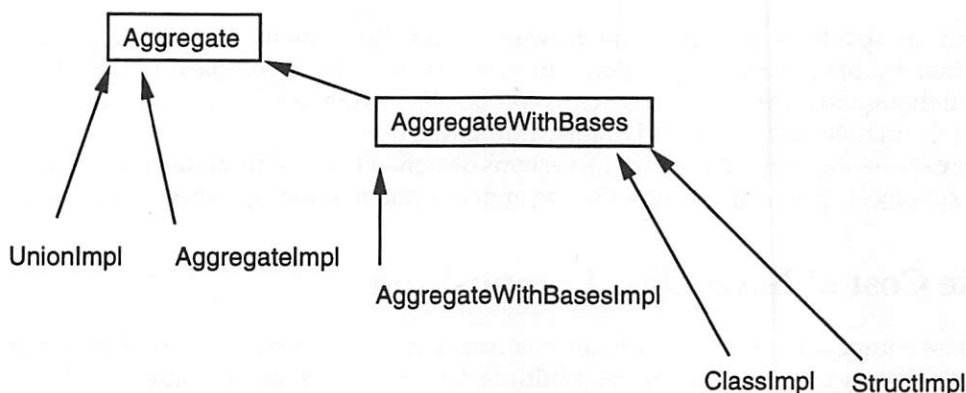 Aggregate
AggregateWithBases
UnionImpl
AggregateImpl
AggregateWithBasesImpl
ClassImpl
StructImpl